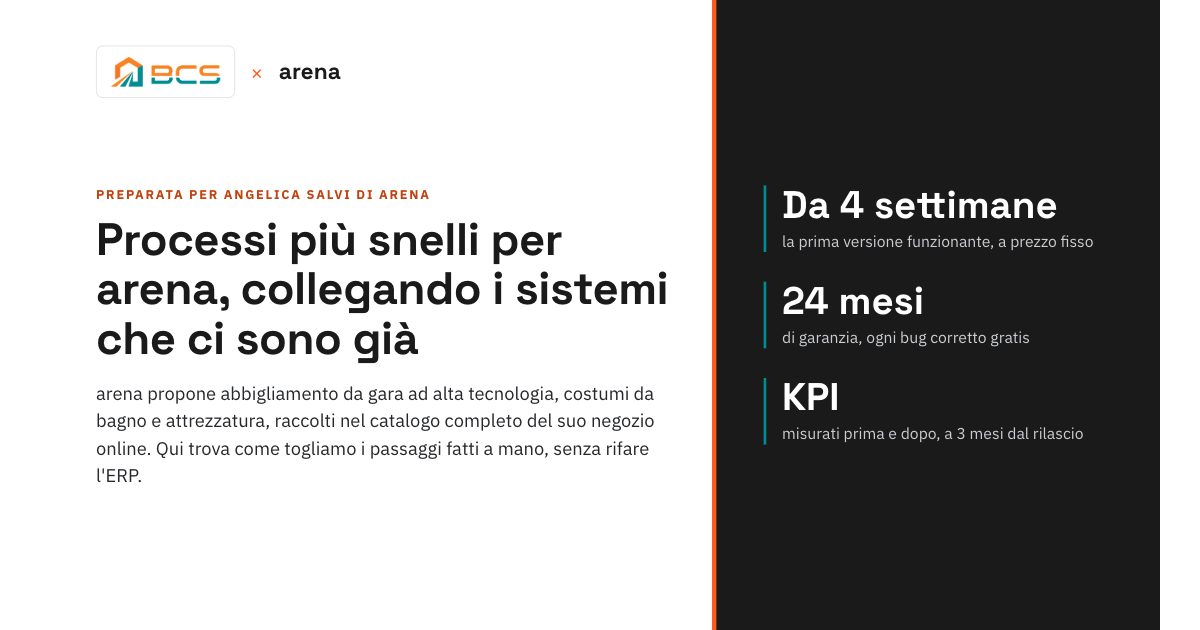 BCS × arena
PREPARATA PER ANGELICA SALVI DI ARENA
Processi più snelli per
arena, collegando i sistemi
che ci sono già
arena propone abbigliamento da gara ad alta tecnologia, costumi da
bagno e attrezzatura, raccolti nel catalogo completo del suo negozio
online. Qui trova come togliamo i passaggi fatti a mano, senza rifare
l'ERP.
Da 4 settimane
la prima versione funzionante, a prezzo fisso
24 mesi
di garanzia, ogni bug corretto gratis
KPI
misurati prima e dopo, a 3 mesi dal rilascio